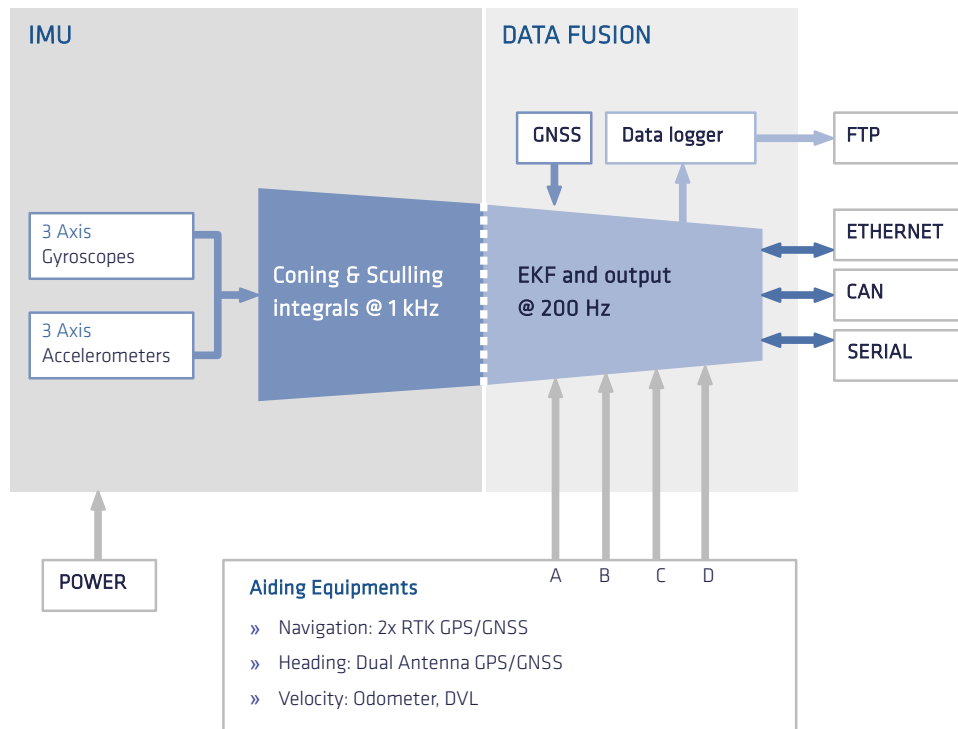 IMU
DATA FUSION
GNSS
Data logger
FTP
3 Axis
Gyroscopes
3 Axis
Accelerometers
Coning & Sculling
integrals @ 1 kHz
EKF and output
@ 200 Hz
ETHERNET
CAN
SERIAL
POWER
A B C D
Aiding Equipments
» Navigation: 2x RTK GPS/GNSS
» Heading: Dual Antenna GPS/GNSS
» Velocity: Odometer, DVL